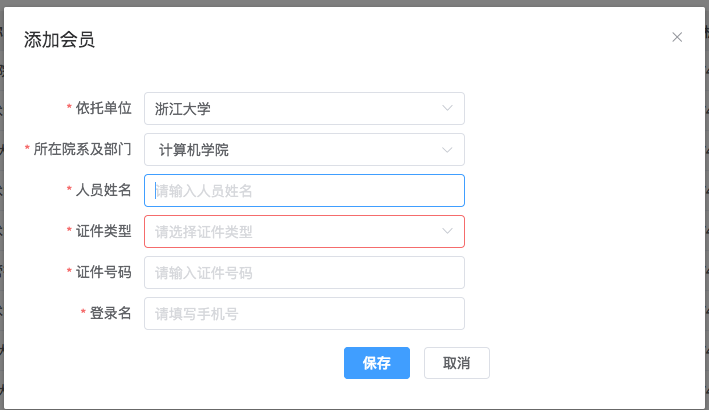 添加会员
* 依托单位 浙江大学
* 所在院系及部门 计算机学院
* 人员姓名 请输入人员姓名
* 证件类型 请选择证件类型
* 证件号码 请输入证件号码
* 登录名 请填写手机号
保存 取消